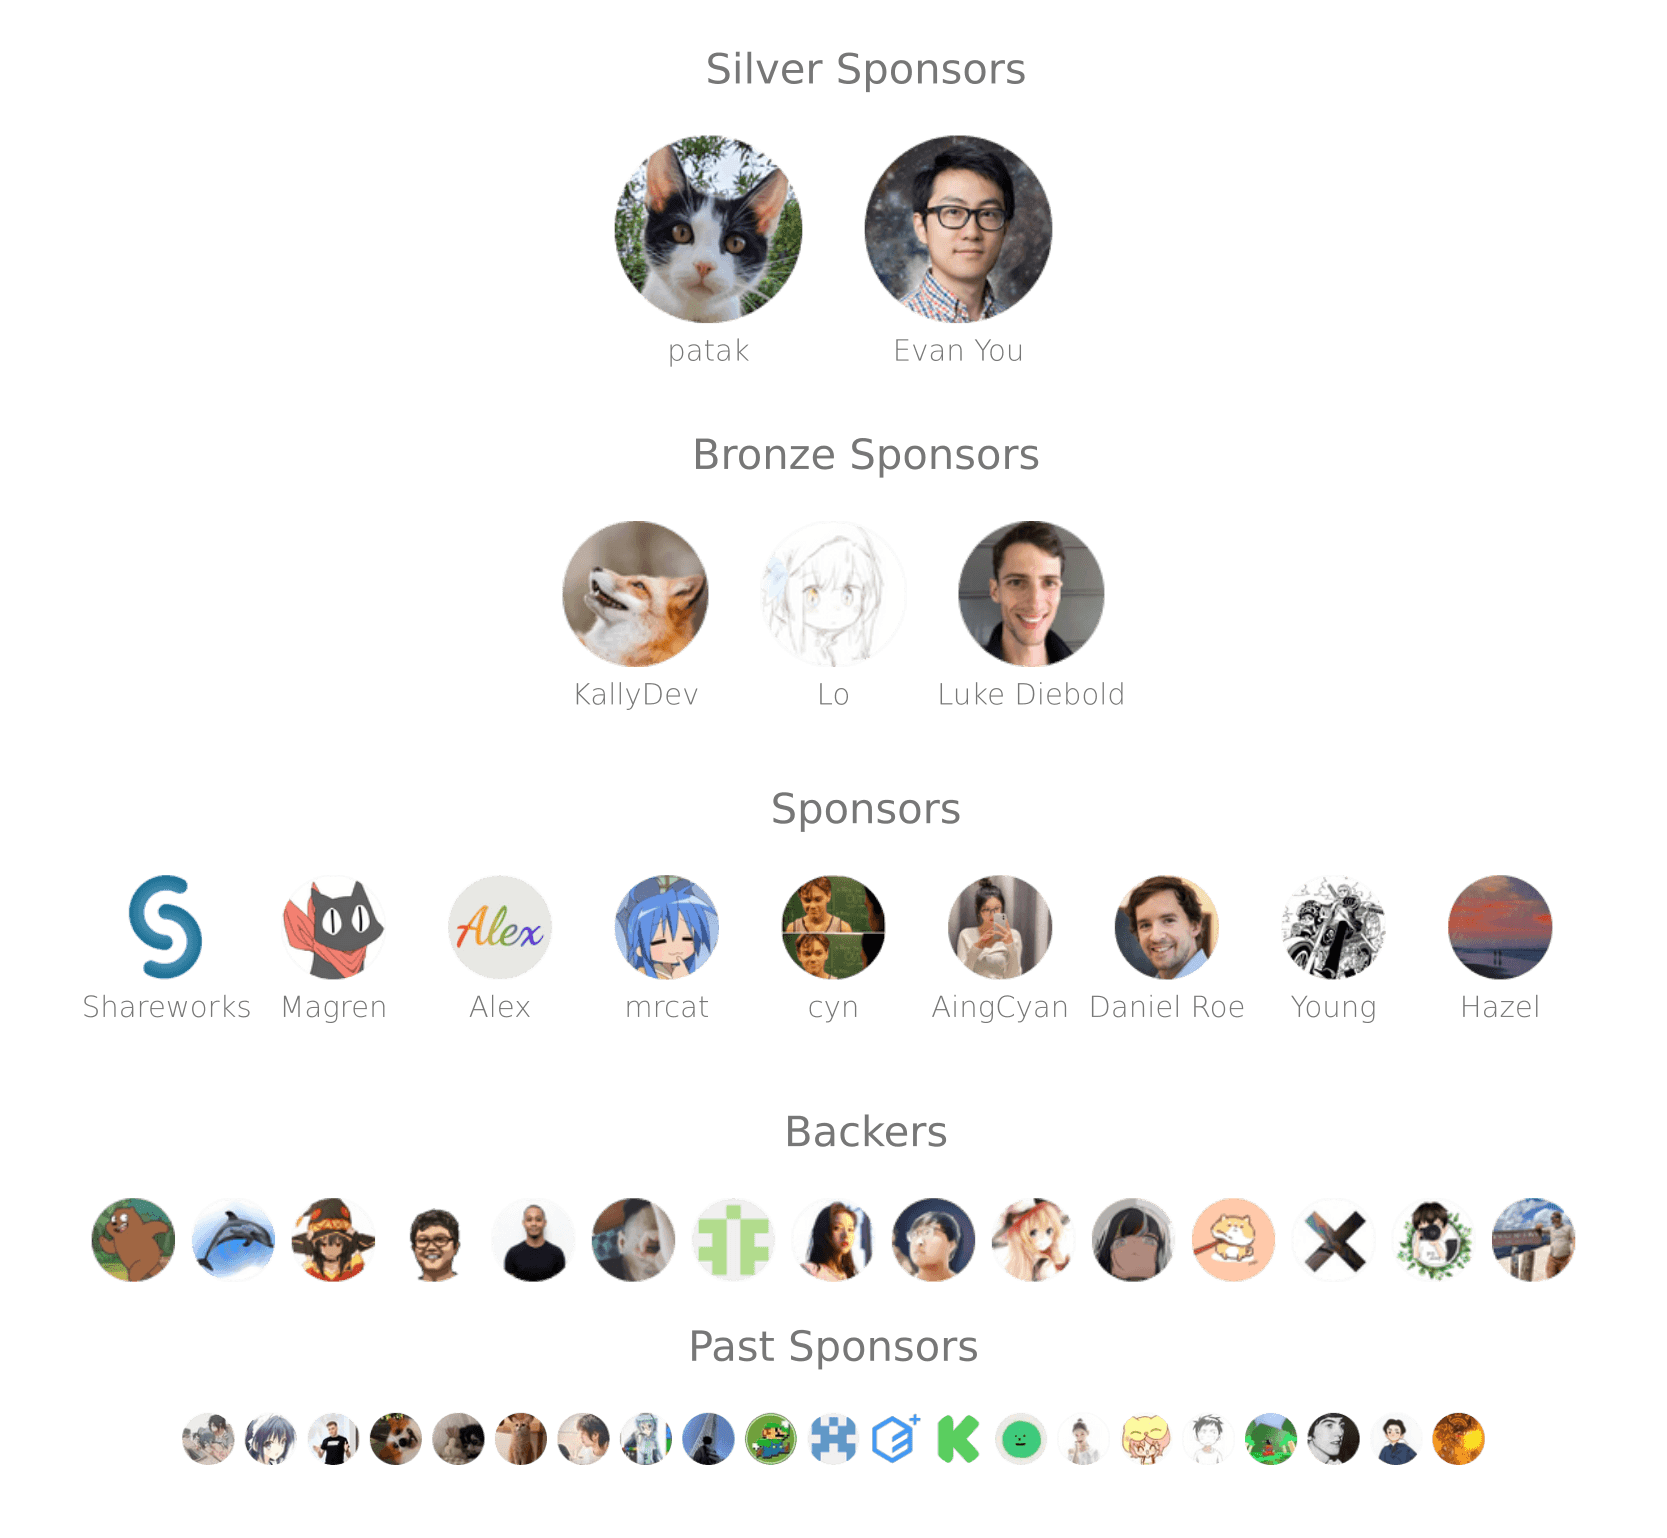 Silver Sponsors
patak
Evan You
Bronze Sponsors
KallyDev
Lo
Luke Diebold
Sponsors
Alex
Shareworks
Magren
Alex
mrcat
cyn
AingCyan
Daniel Roe
Young
Hazel
Backers
Past Sponsors